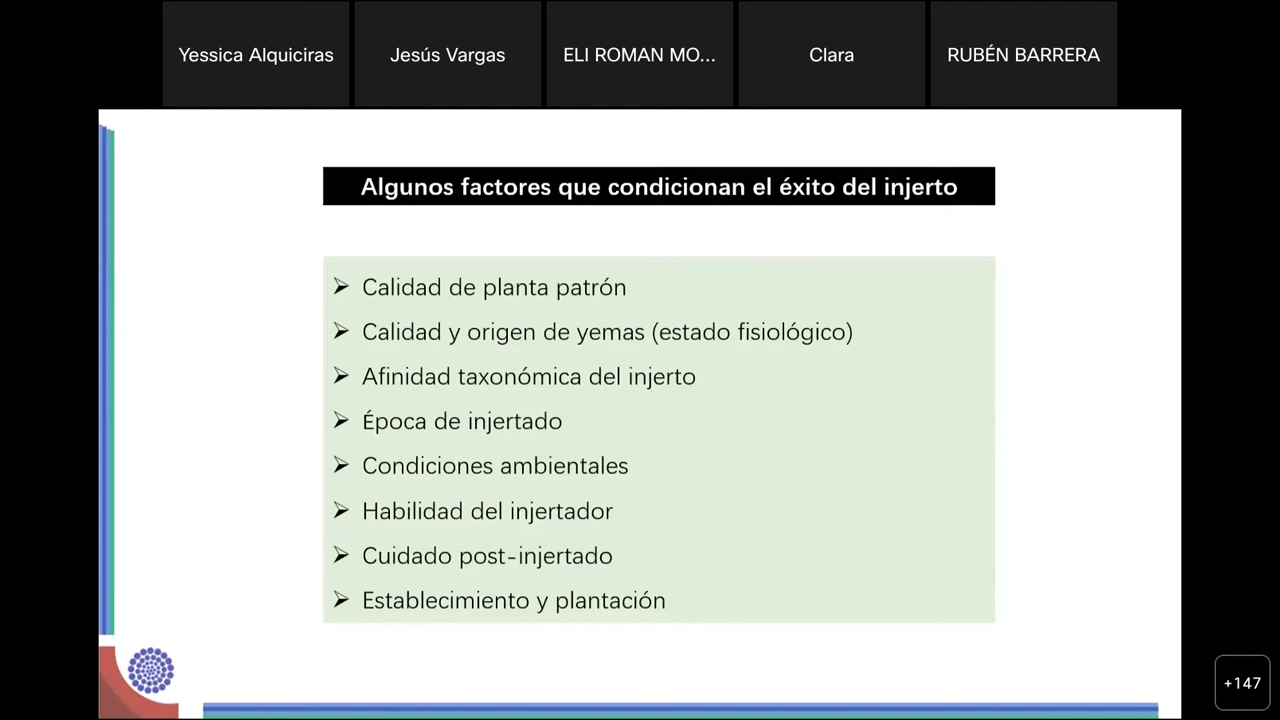 Yessica Alquiciras
Jesús Vargas
ELI ROMAN MO...
Clara
RUBÉN BARRERA
Algunos factores que condicionan el éxito del injerto
➢ Calidad de planta patrón
➢ Calidad y origen de yemas (estado fisiológico)
➢ Afinidad taxonómica del injerto
➢ Época de injertado
➢ Condiciones ambientales
➢ Habilidad del injertador
➢ Cuidado post-injertado
➢ Establecimiento y plantación
+147